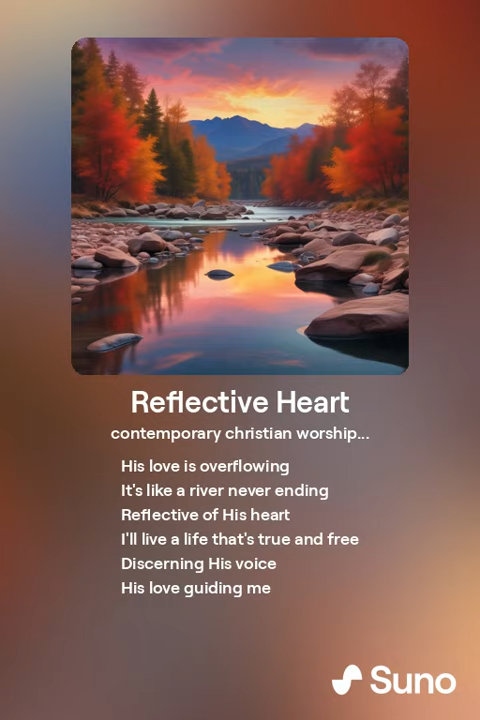 Reflective Heart
contemporary christian worship...
His love is overflowing
It's like a river never ending
Reflective of His heart
I'll live a life that's true and free
Discerning His voice
His love guiding me
Suno